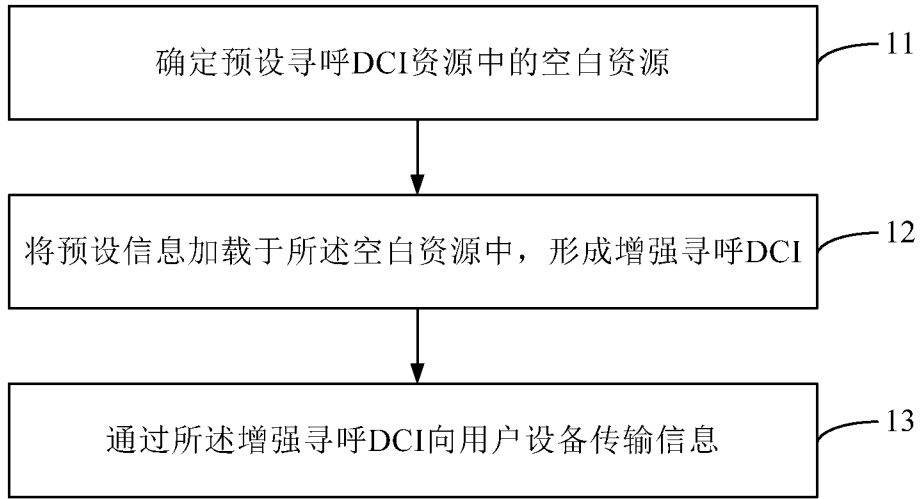 确定预设寻呼DCI资源中的空白资源
11
将预设信息加载于所述空白资源中，形成增强寻呼DCI
12
通过所述增强寻呼DCI向用户设备传输信息
13